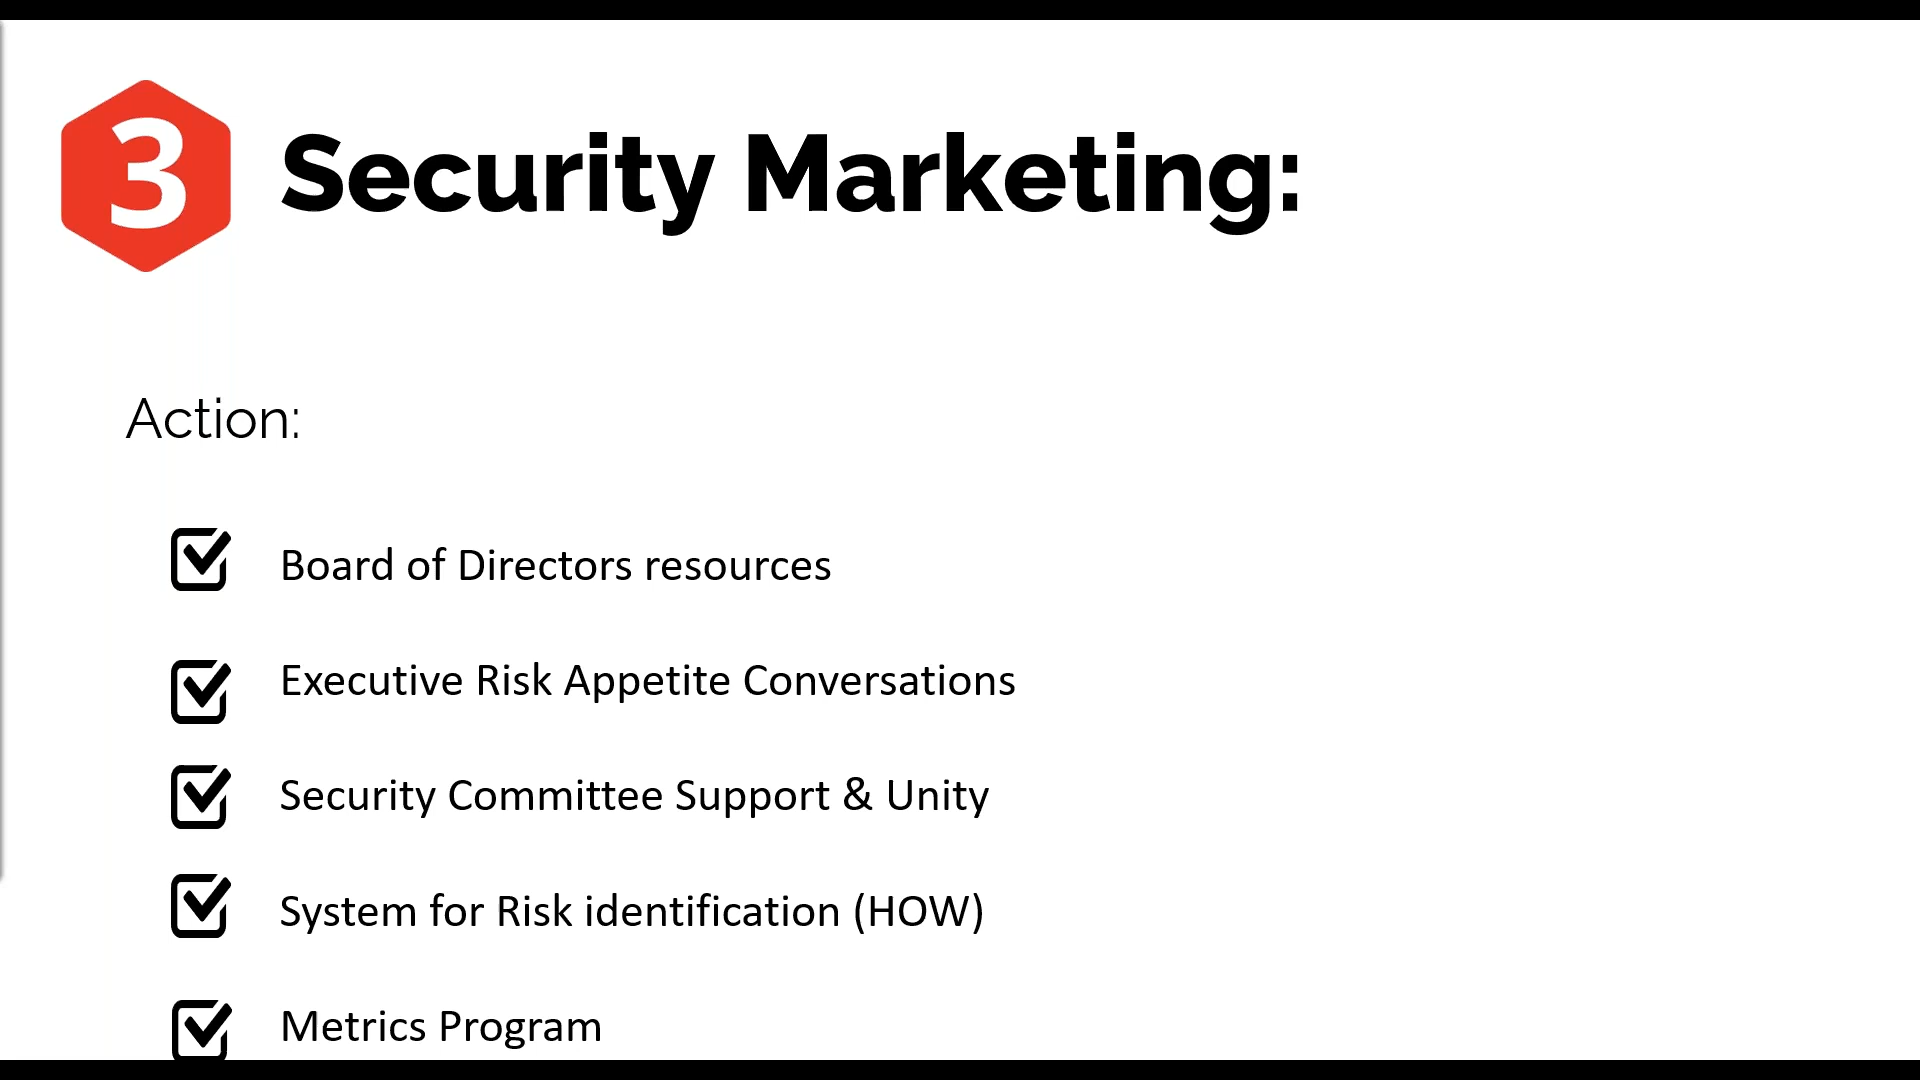 3
Security Marketing:
Action:
Board of Directors resources
Executive Risk Appetite Conversations
Security Committee Support & Unity
System for Risk identification (HOW)
Metrics Program